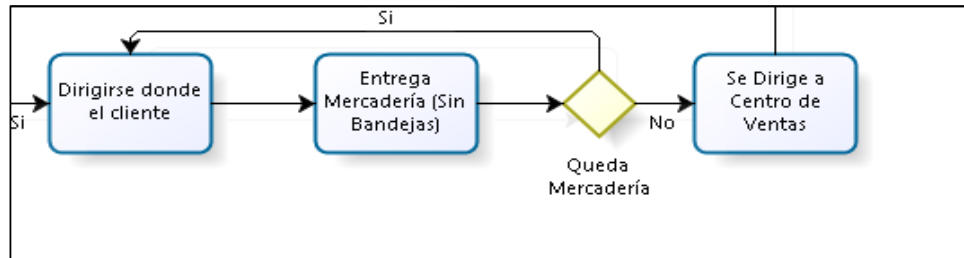 Si
Dirigirse donde
el cliente
Entrega
Mercadería (Sin
Bandejas)
Se Dirige a
Centro de
Ventas
Si
No
Queda
Mercadería